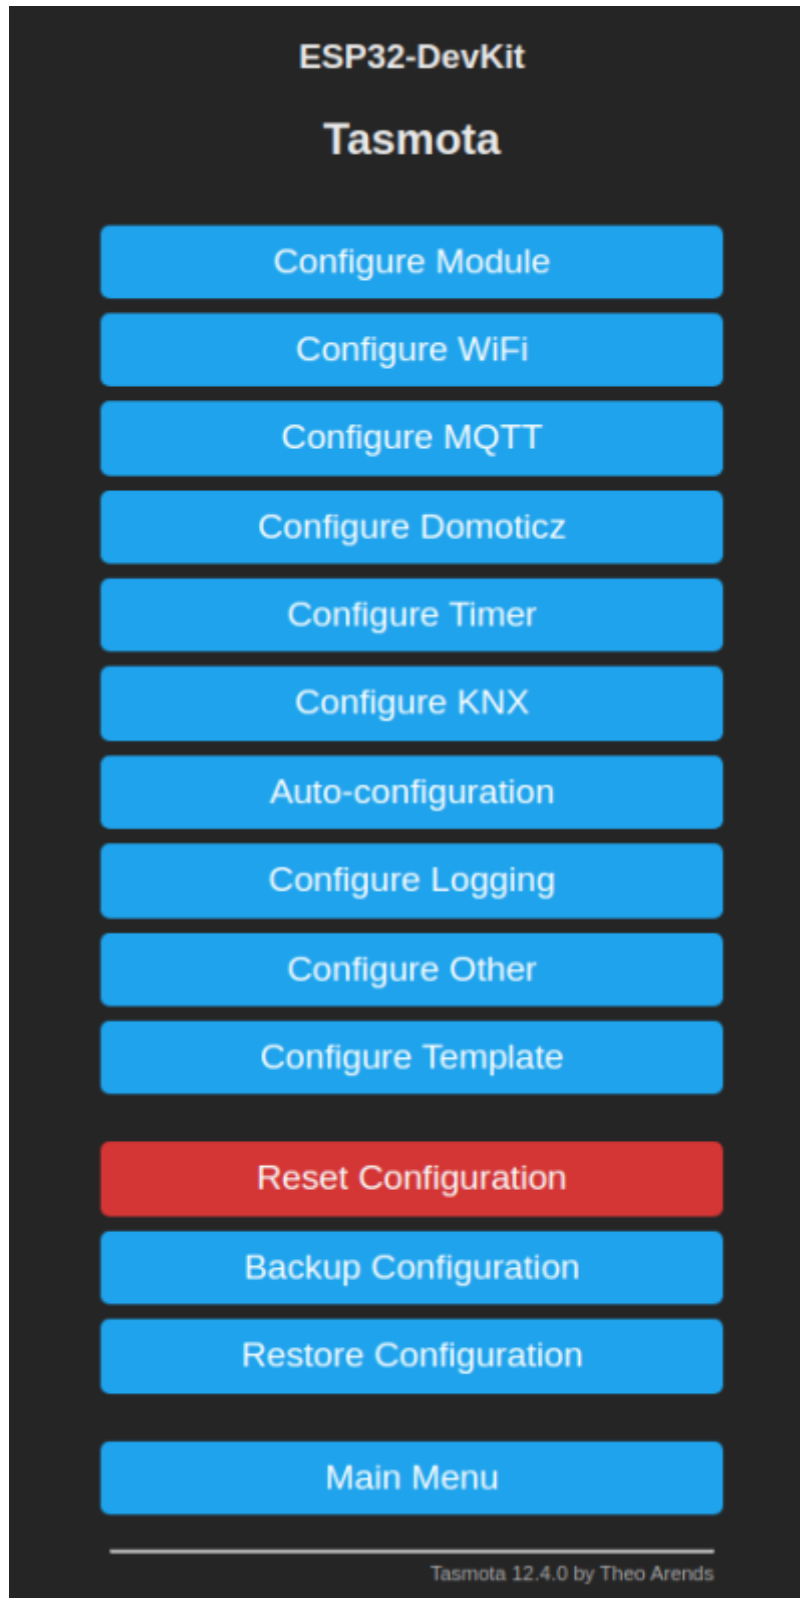 ESP32-DevKit
Tasmota
Configure Module
Configure WiFi
Configure MQTT
Configure Domoticz
Configure Timer
Configure KNX
Auto-configuration
Configure Logging
Configure Other
Configure Template
Reset Configuration
Backup Configuration
Restore Configuration
Main Menu
Tasmota 12.4.0 by Theo Arends